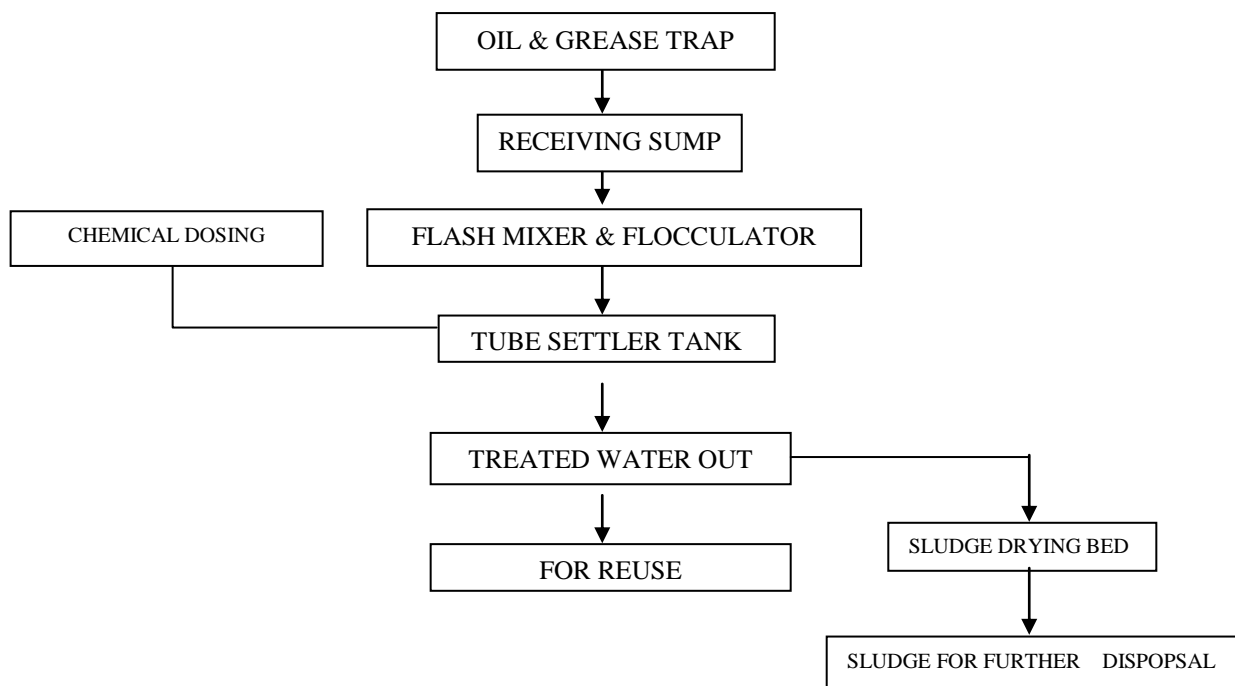 OIL & GREASE TRAP
RECEIVING SUMP
CHEMICAL DOSING
FLASH MIXER & FLOCCULATOR
TUBE SETTLER TANK
TREATED WATER OUT
SLUDGE DRYING BED
FOR REUSE
SLUDGE FOR FURTHER DISPOPSAL